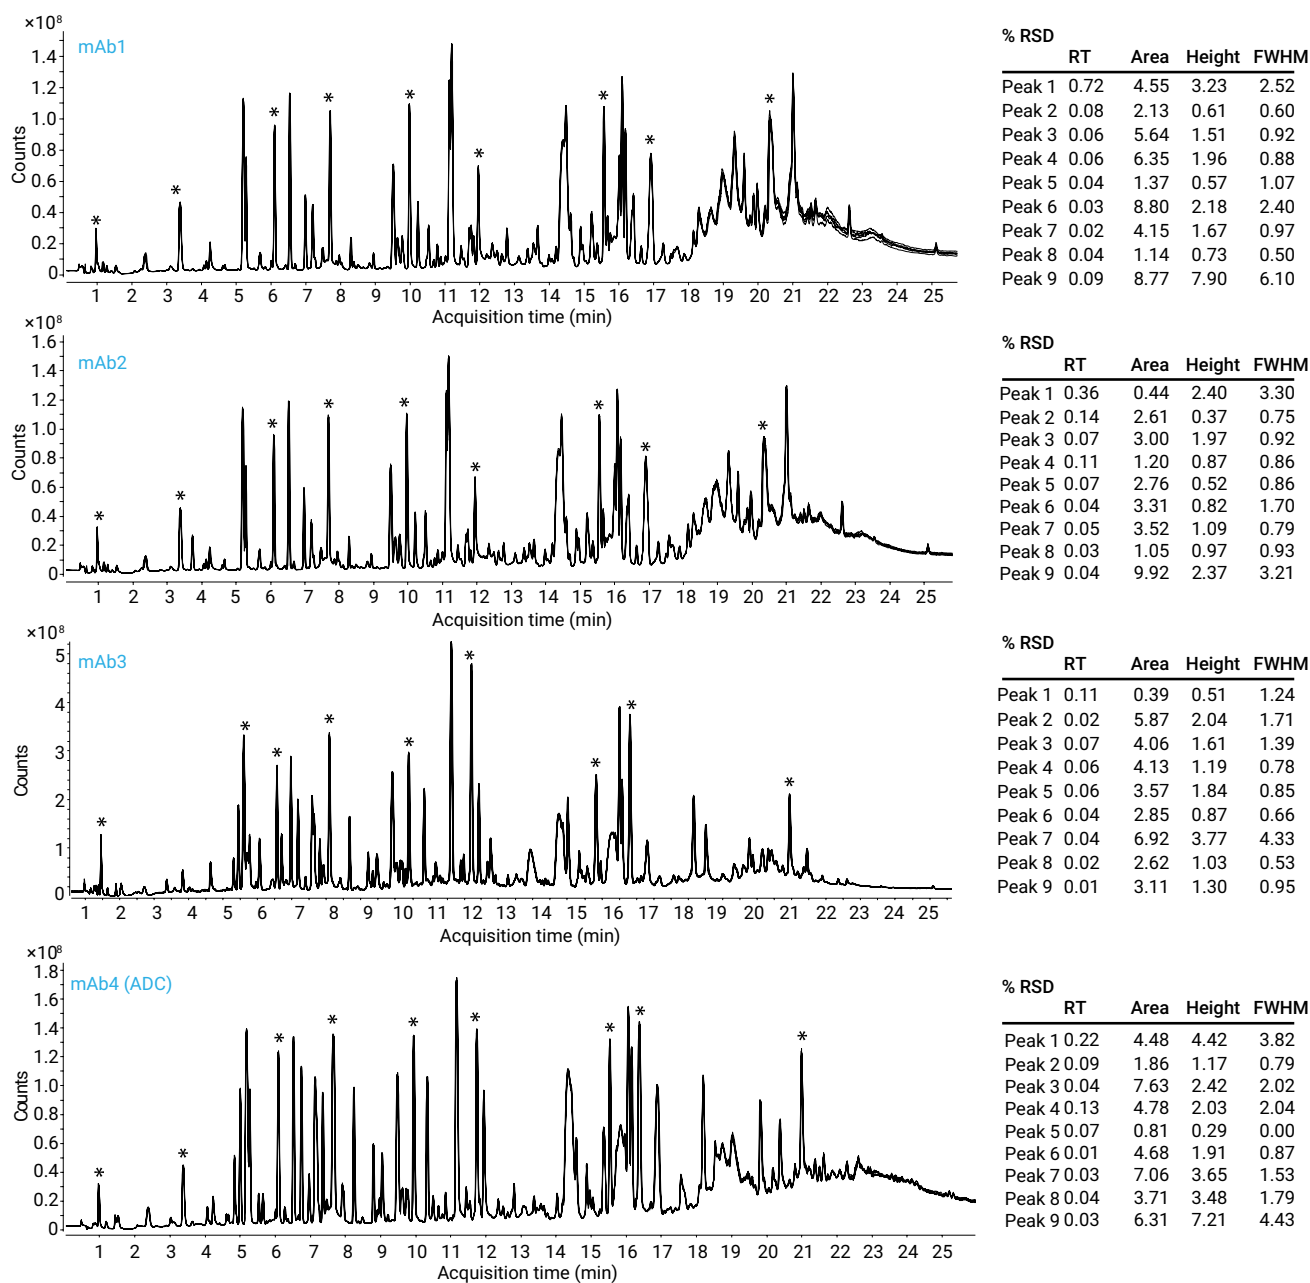 ×10⁸
mAb1
1.4
1.2
1.0
0.8
0.6
0.4
0.2
0
Counts
* * * * * * * * *
1 2 3 4 5 6 7 8 9 10 11 12 13 14 15 16 17 18 19 20 21 22 23 24 25
Acquisition time (min)
% RSD
RT Area Height FWHM
Peak 1 0.72 4.55 3.23 2.52
Peak 2 0.08 2.13 0.61 0.60
Peak 3 0.06 5.64 1.51 0.92
Peak 4 0.06 6.35 1.96 0.88
Peak 5 0.04 1.37 0.57 1.07
Peak 6 0.03 8.80 2.18 2.40
Peak 7 0.02 4.15 1.67 0.97
Peak 8 0.04 1.14 0.73 0.50
Peak 9 0.09 8.77 7.90 6.10
×10⁸
mAb2
1.6
1.4
1.2
1.0
0.8
0.6
0.4
0.2
0
Counts
* * * * * * * * *
1 2 3 4 5 6 7 8 9 10 11 12 13 14 15 16 17 18 19 20 21 22 23 24 25
Acquisition time (min)
% RSD
RT Area Height FWHM
Peak 1 0.36 0.44 2.40 3.30
Peak 2 0.14 2.61 0.37 0.75
Peak 3 0.07 3.00 1.97 0.92
Peak 4 0.11 1.20 0.87 0.86
Peak 5 0.07 2.76 0.52 0.86
Peak 6 0.04 3.31 0.82 1.70
Peak 7 0.05 3.52 1.09 0.79
Peak 8 0.03 1.05 0.97 0.93
Peak 9 0.04 9.92 2.37 3.21
×10⁸
mAb3
5
4
3
2
1
0
Counts
* * * * * * * * *
1 2 3 4 5 6 7 8 9 10 11 12 13 14 15 16 17 18 19 20 21 22 23 24 25
Acquisition time (min)
% RSD
RT Area Height FWHM
Peak 1 0.11 0.39 0.51 1.24
Peak 2 0.02 5.87 2.04 1.71
Peak 3 0.07 4.06 1.61 1.39
Peak 4 0.06 4.13 1.19 0.78
Peak 5 0.06 3.57 1.84 0.85
Peak 6 0.04 2.85 0.87 0.66
Peak 7 0.04 6.92 3.77 4.33
Peak 8 0.02 2.62 1.03 0.53
Peak 9 0.01 3.11 1.30 0.95
×10⁸
mAb4 (ADC)
1.8
1.6
1.4
1.2
1.0
0.8
0.6
0.4
0.2
0
Counts
* * * * * * * * *
1 2 3 4 5 6 7 8 9 10 11 12 13 14 15 16 17 18 19 20 21 22 23 24 25
Acquisition time (min)
% RSD
RT Area Height FWHM
Peak 1 0.22 4.48 4.42 3.82
Peak 2 0.09 1.86 1.17 0.79
Peak 3 0.04 7.63 2.42 2.02
Peak 4 0.13 4.78 2.03 2.04
Peak 5 0.07 0.81 0.29 0.00
Peak 6 0.01 4.68 1.91 0.87
Peak 7 0.03 7.06 3.65 1.53
Peak 8 0.04 3.71 3.48 1.79
Peak 9 0.03 6.31 7.21 4.43